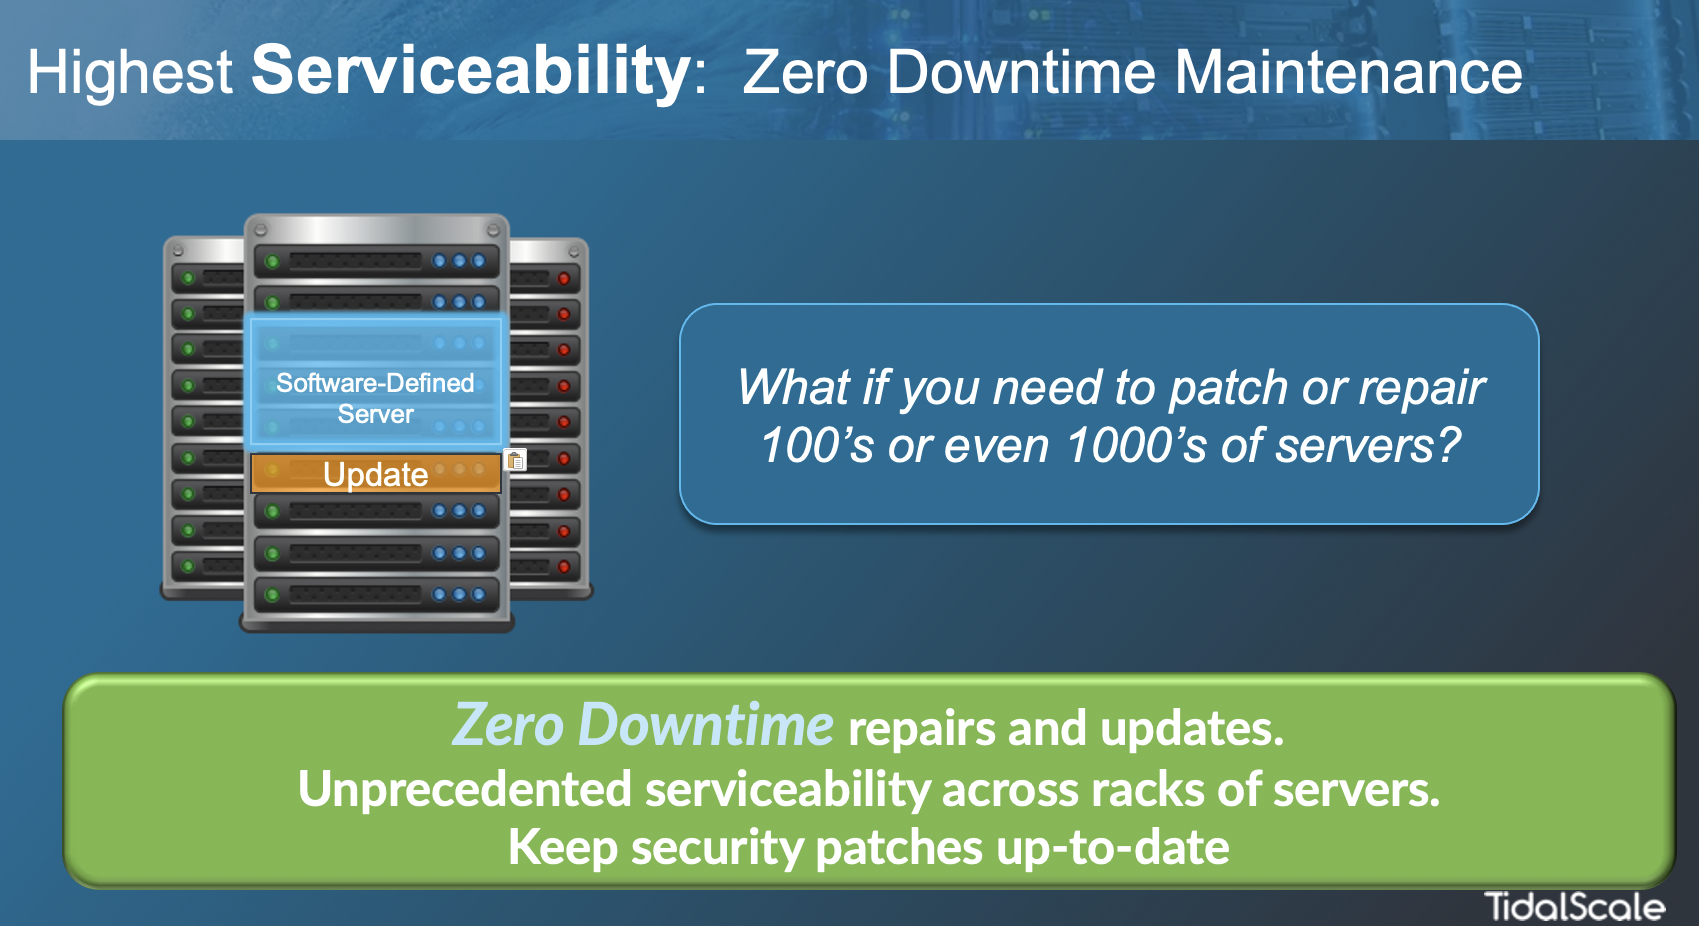 Highest Serviceability:  Zero Downtime Maintenance
Software-Defined
Server
Update
What if you need to patch or repair
100’s or even 1000’s of servers?
Zero Downtime repairs and updates.
Unprecedented serviceability across racks of servers.
Keep security patches up-to-date
TidalScale